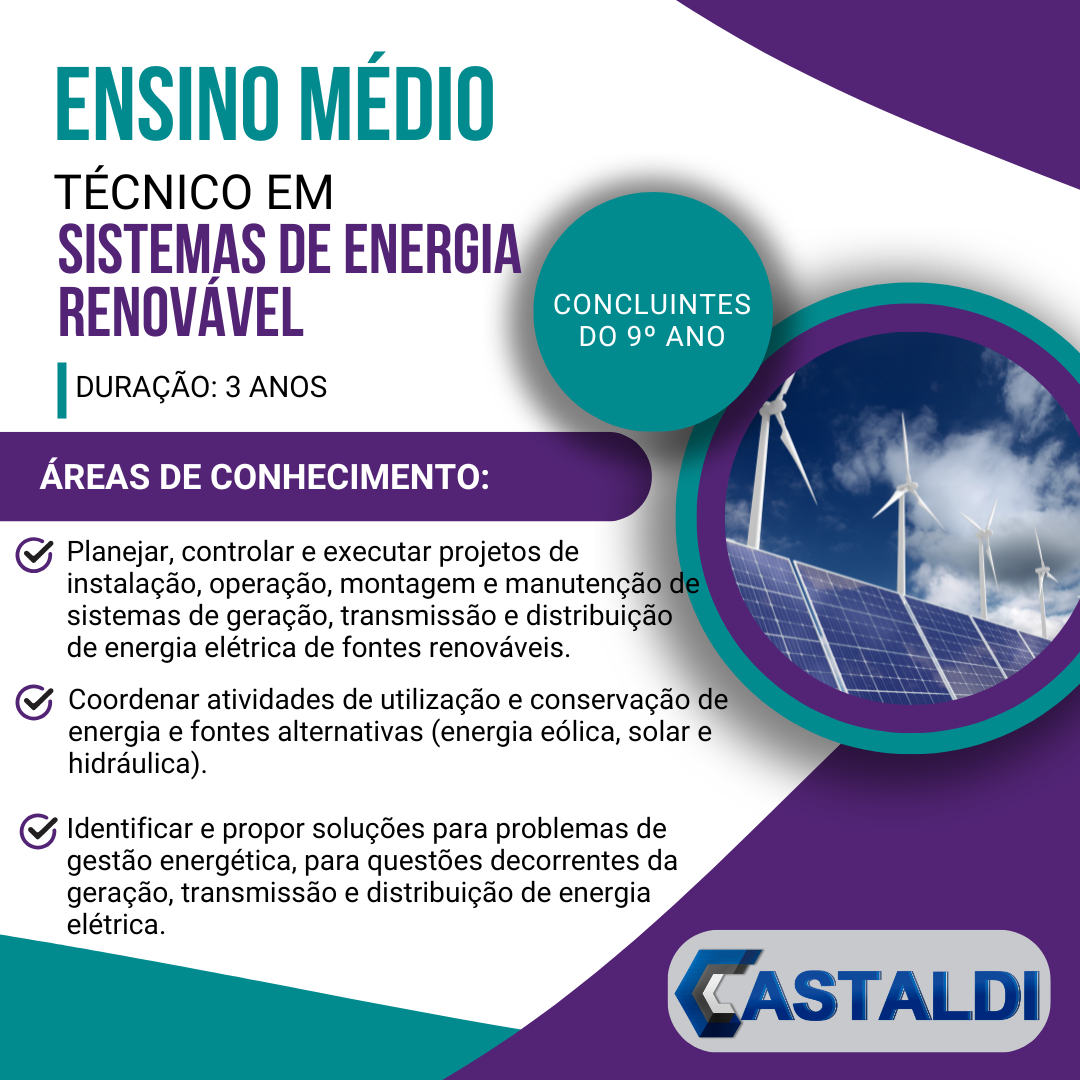 ENSINO MÉDIO
TÉCNICO EM
SISTEMAS DE ENERGIA
RENOVÁVEL
DURAÇÃO: 3 ANOS
CONCLUINTES
DO 9º ANO
ÁREAS DE CONHECIMENTO:
Planejar, controlar e executar projetos de
instalação, operação, montagem e manutenção de
sistemas de geração, transmissão e distribuição
de energia elétrica de fontes renováveis.
Coordenar atividades de utilização e conservação de
energia e fontes alternativas (energia eólica, solar e
hidráulica).
Identificar e propor soluções para problemas de
gestão energética, para questões decorrentes da
geração, transmissão e distribuição de energia
elétrica.
CASTALDI